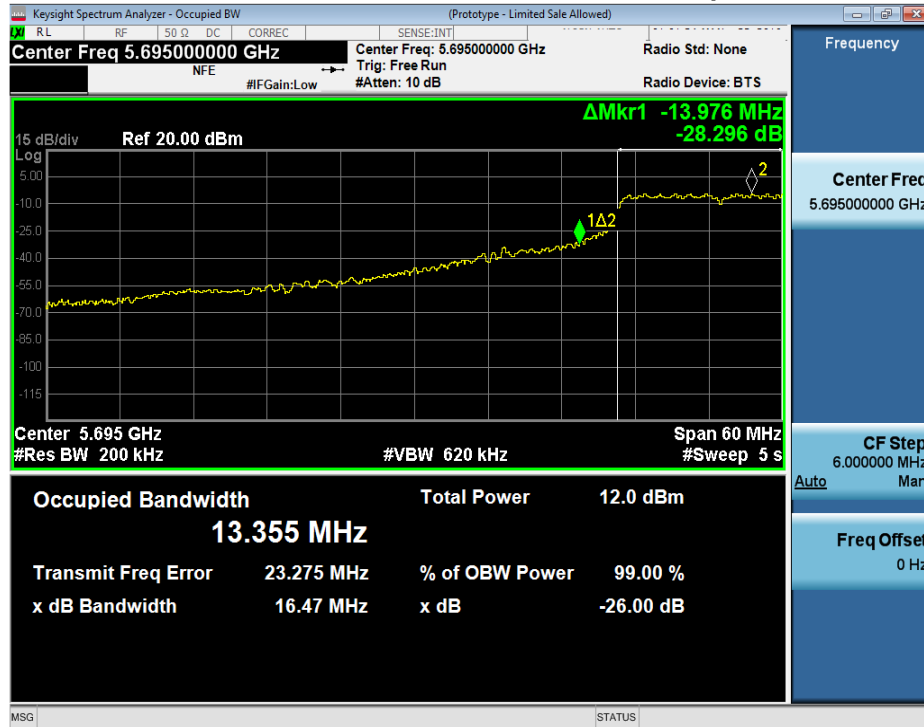 Keysight Spectrum Analyzer - Occupied BW (Prototype - Limited Sale Allowed)
LXI RL RF 50 Ω DC CORREC SENSE:INT
Center Freq 5.695000000 GHz
NFE
#IFGain:Low
Center Freq: 5.695000000 GHz
Trig: Free Run
#Atten: 10 dB
Radio Std: None
Radio Device: BTS
ΔMkr1 -13.976 MHz
-28.296 dB
15 dB/div Ref 20.00 dBm
Log
5.00
-10.0
-25.0
-40.0
-55.0
-70.0
-85.0
-100
-115
2
1Δ2
Center 5.695 GHz Span 60 MHz
#Res BW 200 kHz #VBW 620 kHz #Sweep 5 s
Occupied Bandwidth
13.355 MHz
Total Power 12.0 dBm
Transmit Freq Error 23.275 MHz % of OBW Power 99.00 %
x dB Bandwidth 16.47 MHz x dB -26.00 dB
Frequency
Center Freq
5.695000000 GHz
CF Step
6.000000 MHz
Auto Man
Freq Offset
0 Hz
MSG STATUS